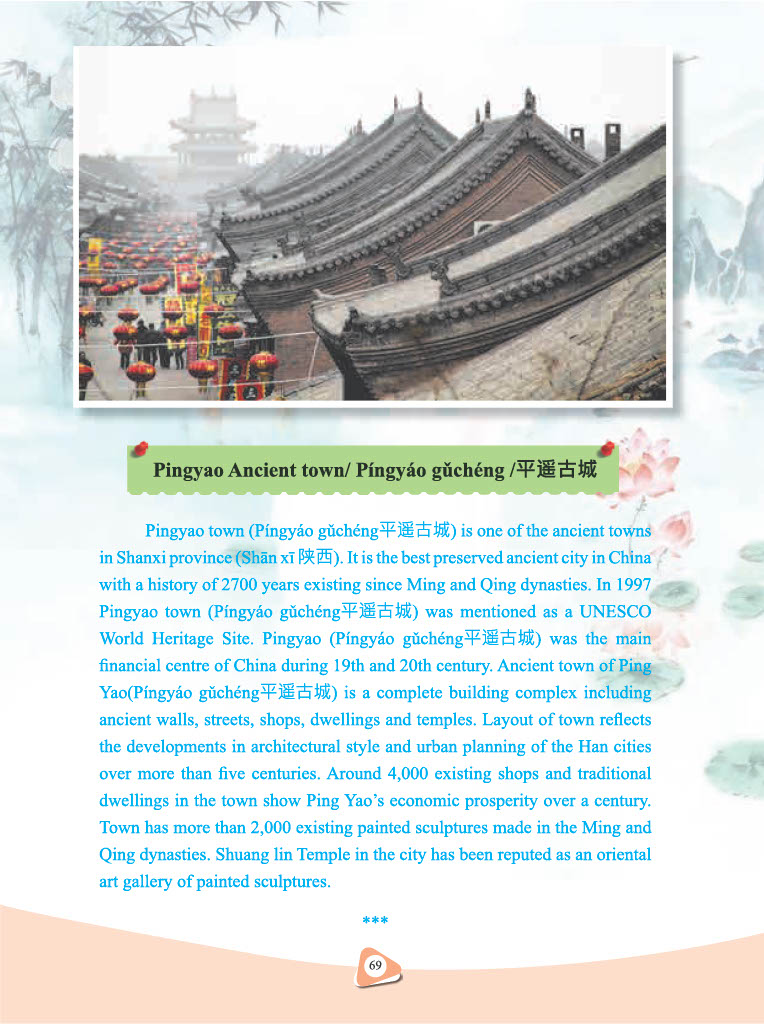 Pingyao Ancient town/ Píngyáo gǔchéng /平遥古城
Pingyao town (Píngyáo gǔchéng平遥古城) is one of the ancient towns
in Shanxi province (Shān xī 陕西). It is the best preserved ancient city in China
with a history of 2700 years existing since Ming and Qing dynasties. In 1997
Pingyao town (Píngyáo gǔchéng平遥古城) was mentioned as a UNESCO
World Heritage Site. Pingyao (Píngyáo gǔchéng平遥古城) was the main
financial centre of China during 19th and 20th century. Ancient town of Ping
Yao(Píngyáo gǔchéng平遥古城) is a complete building complex including
ancient walls, streets, shops, dwellings and temples. Layout of town reflects
the developments in architectural style and urban planning of the Han cities
over more than five centuries. Around 4,000 existing shops and traditional
dwellings in the town show Ping Yao’s economic prosperity over a century.
Town has more than 2,000 existing painted sculptures made in the Ming and
Qing dynasties. Shuang lin Temple in the city has been reputed as an oriental
art gallery of painted sculptures.
***
69